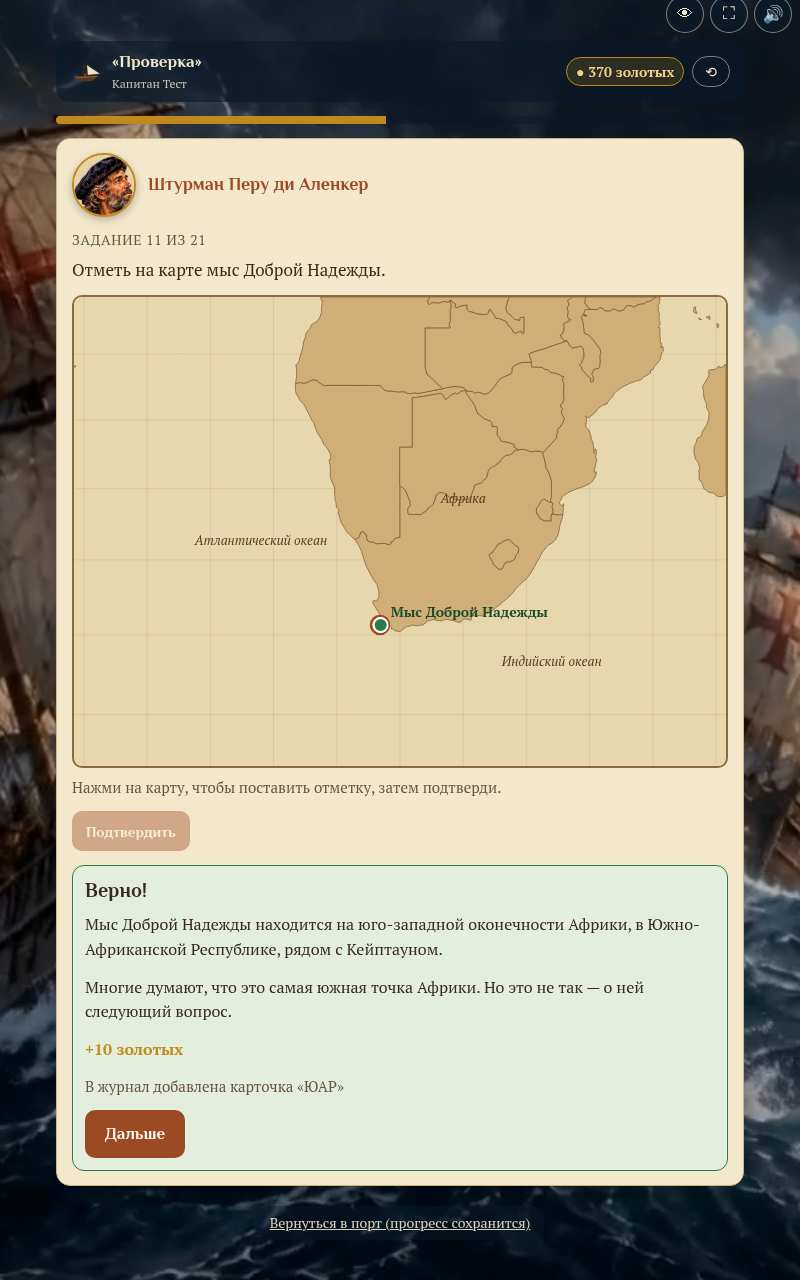 «Проверка»
Капитан Тест
● 370 золотых
Штурман Перу ди Аленкер
ЗАДАНИЕ 11 ИЗ 21
Отметь на карте мыс Доброй Надежды.
Африка
Атлантический океан
Мыс Доброй Надежды
Индийский океан
Нажми на карту, чтобы поставить отметку, затем подтверди.
Подтвердить
Верно!
Мыс Доброй Надежды находится на юго-западной оконечности Африки, в Южно-
Африканской Республике, рядом с Кейптауном.
Многие думают, что это самая южная точка Африки. Но это не так — о ней
следующий вопрос.
+10 золотых
В журнал добавлена карточка «ЮАР»
Дальше
Вернуться в порт (прогресс сохранится)